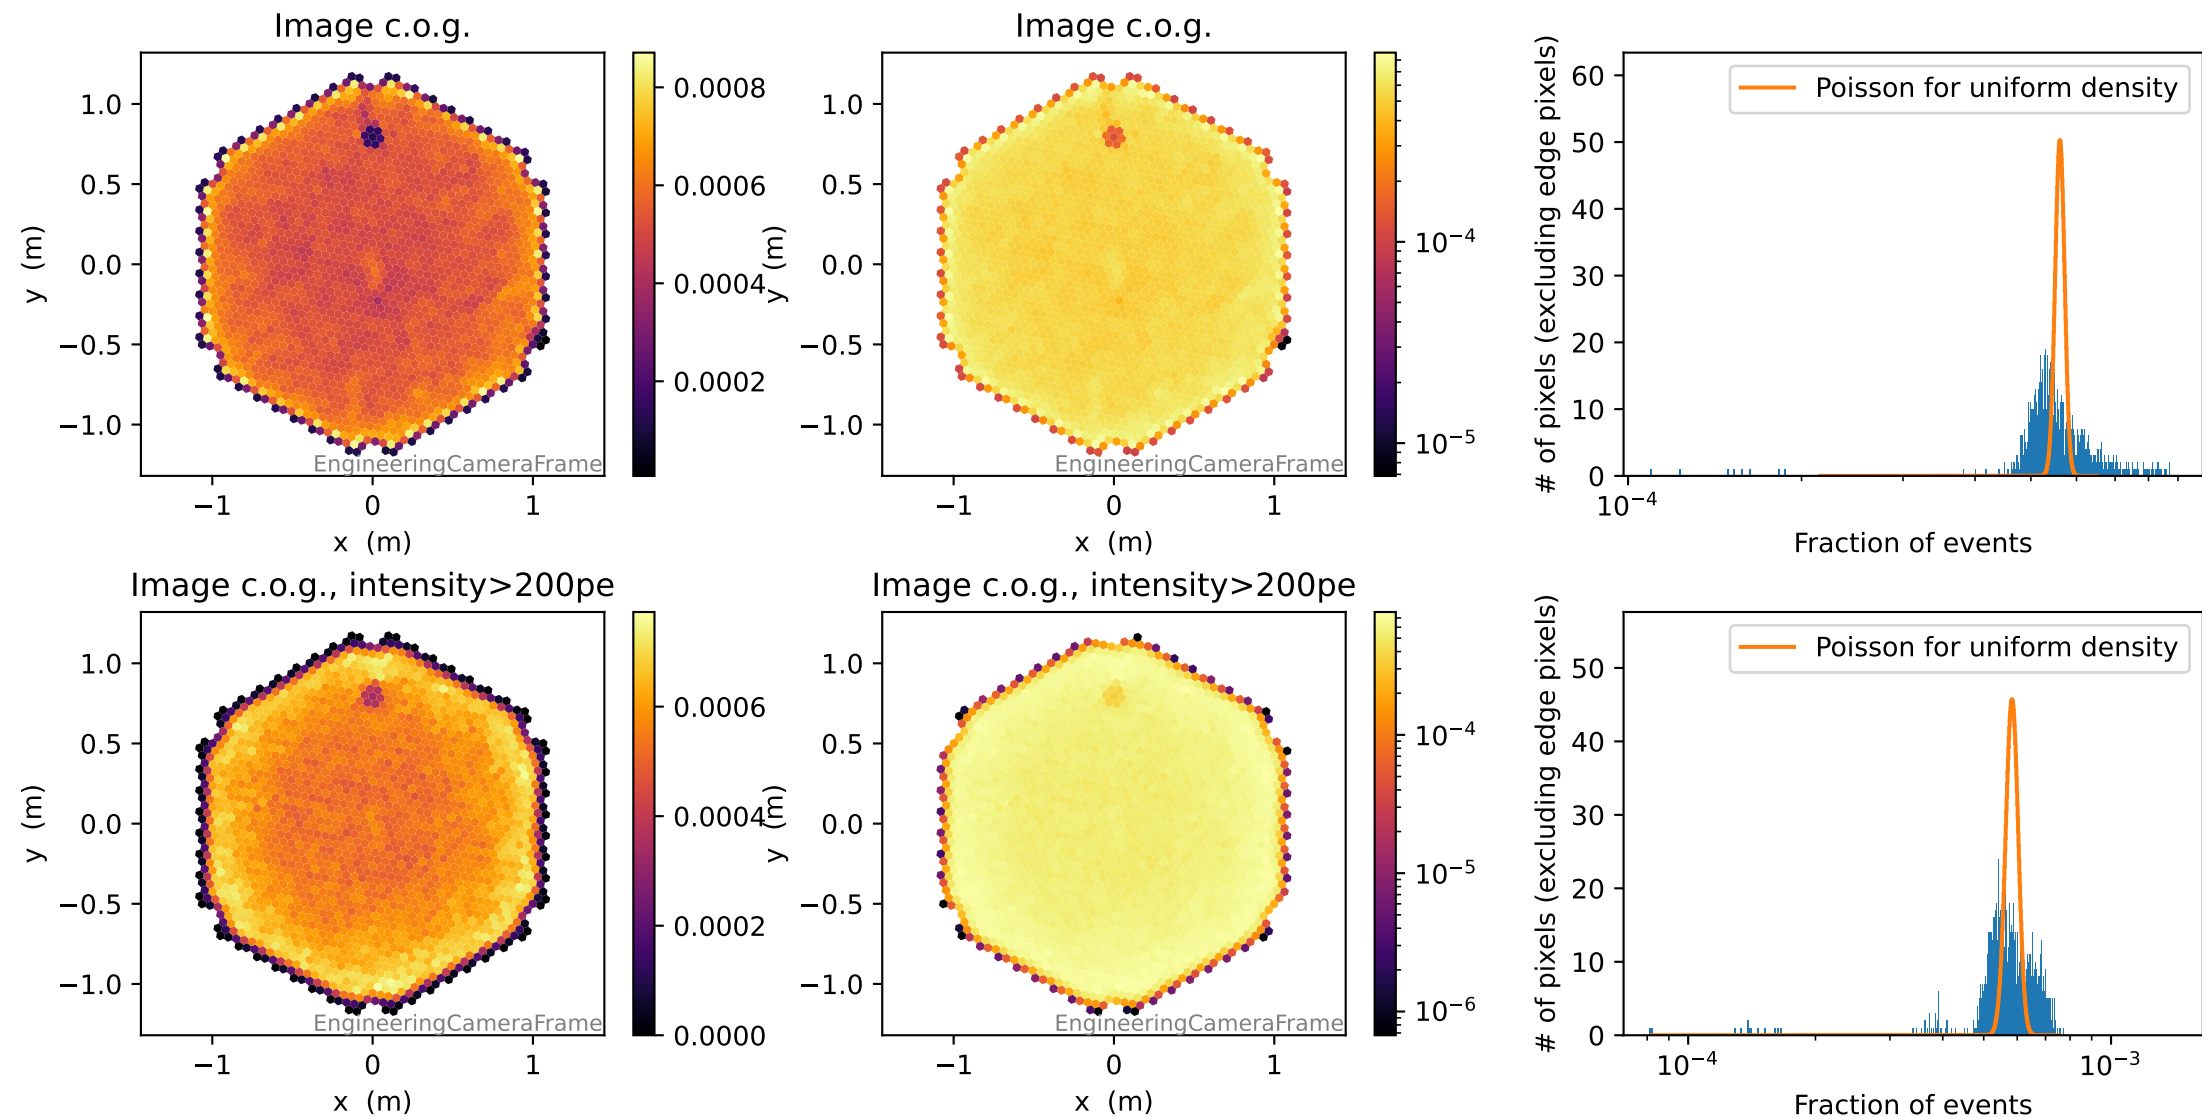 Image c.o.g.
1.0
0.5
0.0
−0.5
−1.0
y (m)
−1
0
1
x (m)
EngineeringCameraFrame
0.0008
0.0006
0.0004
0.0002
Image c.o.g.
1.0
0.5
0.0
−0.5
−1.0
y (m)
−1
0
1
x (m)
EngineeringCameraFrame
10⁻⁴
10⁻⁵
# of pixels (excluding edge pixels)
60
50
40
30
20
10
0
10⁻⁴
Fraction of events
Poisson for uniform density
Image c.o.g., intensity>200pe
1.0
0.5
0.0
−0.5
−1.0
y (m)
−1
0
1
x (m)
EngineeringCameraFrame
0.0006
0.0004
0.0002
0.0000
Image c.o.g., intensity>200pe
1.0
0.5
0.0
−0.5
−1.0
y (m)
−1
0
1
x (m)
EngineeringCameraFrame
10⁻⁴
10⁻⁵
10⁻⁶
# of pixels (excluding edge pixels)
50
40
30
20
10
0
10⁻⁴
10⁻³
Fraction of events
Poisson for uniform density